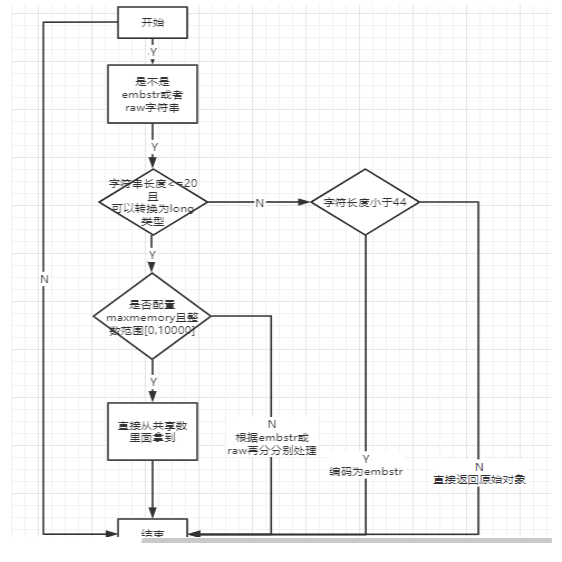 开始
Y
是不是
embstr或者
raw字符串
Y
字符串长度<=20
且
可以转换为long
类型
N
字符长度小于44
Y
N
是否配置
maxmemory且整
数范围[0,10000]
Y
直接从共享数
里面拿到
N
根据embstr或
raw再分分别处理
Y
编码为embstr
N
直接返回原始对象
结束